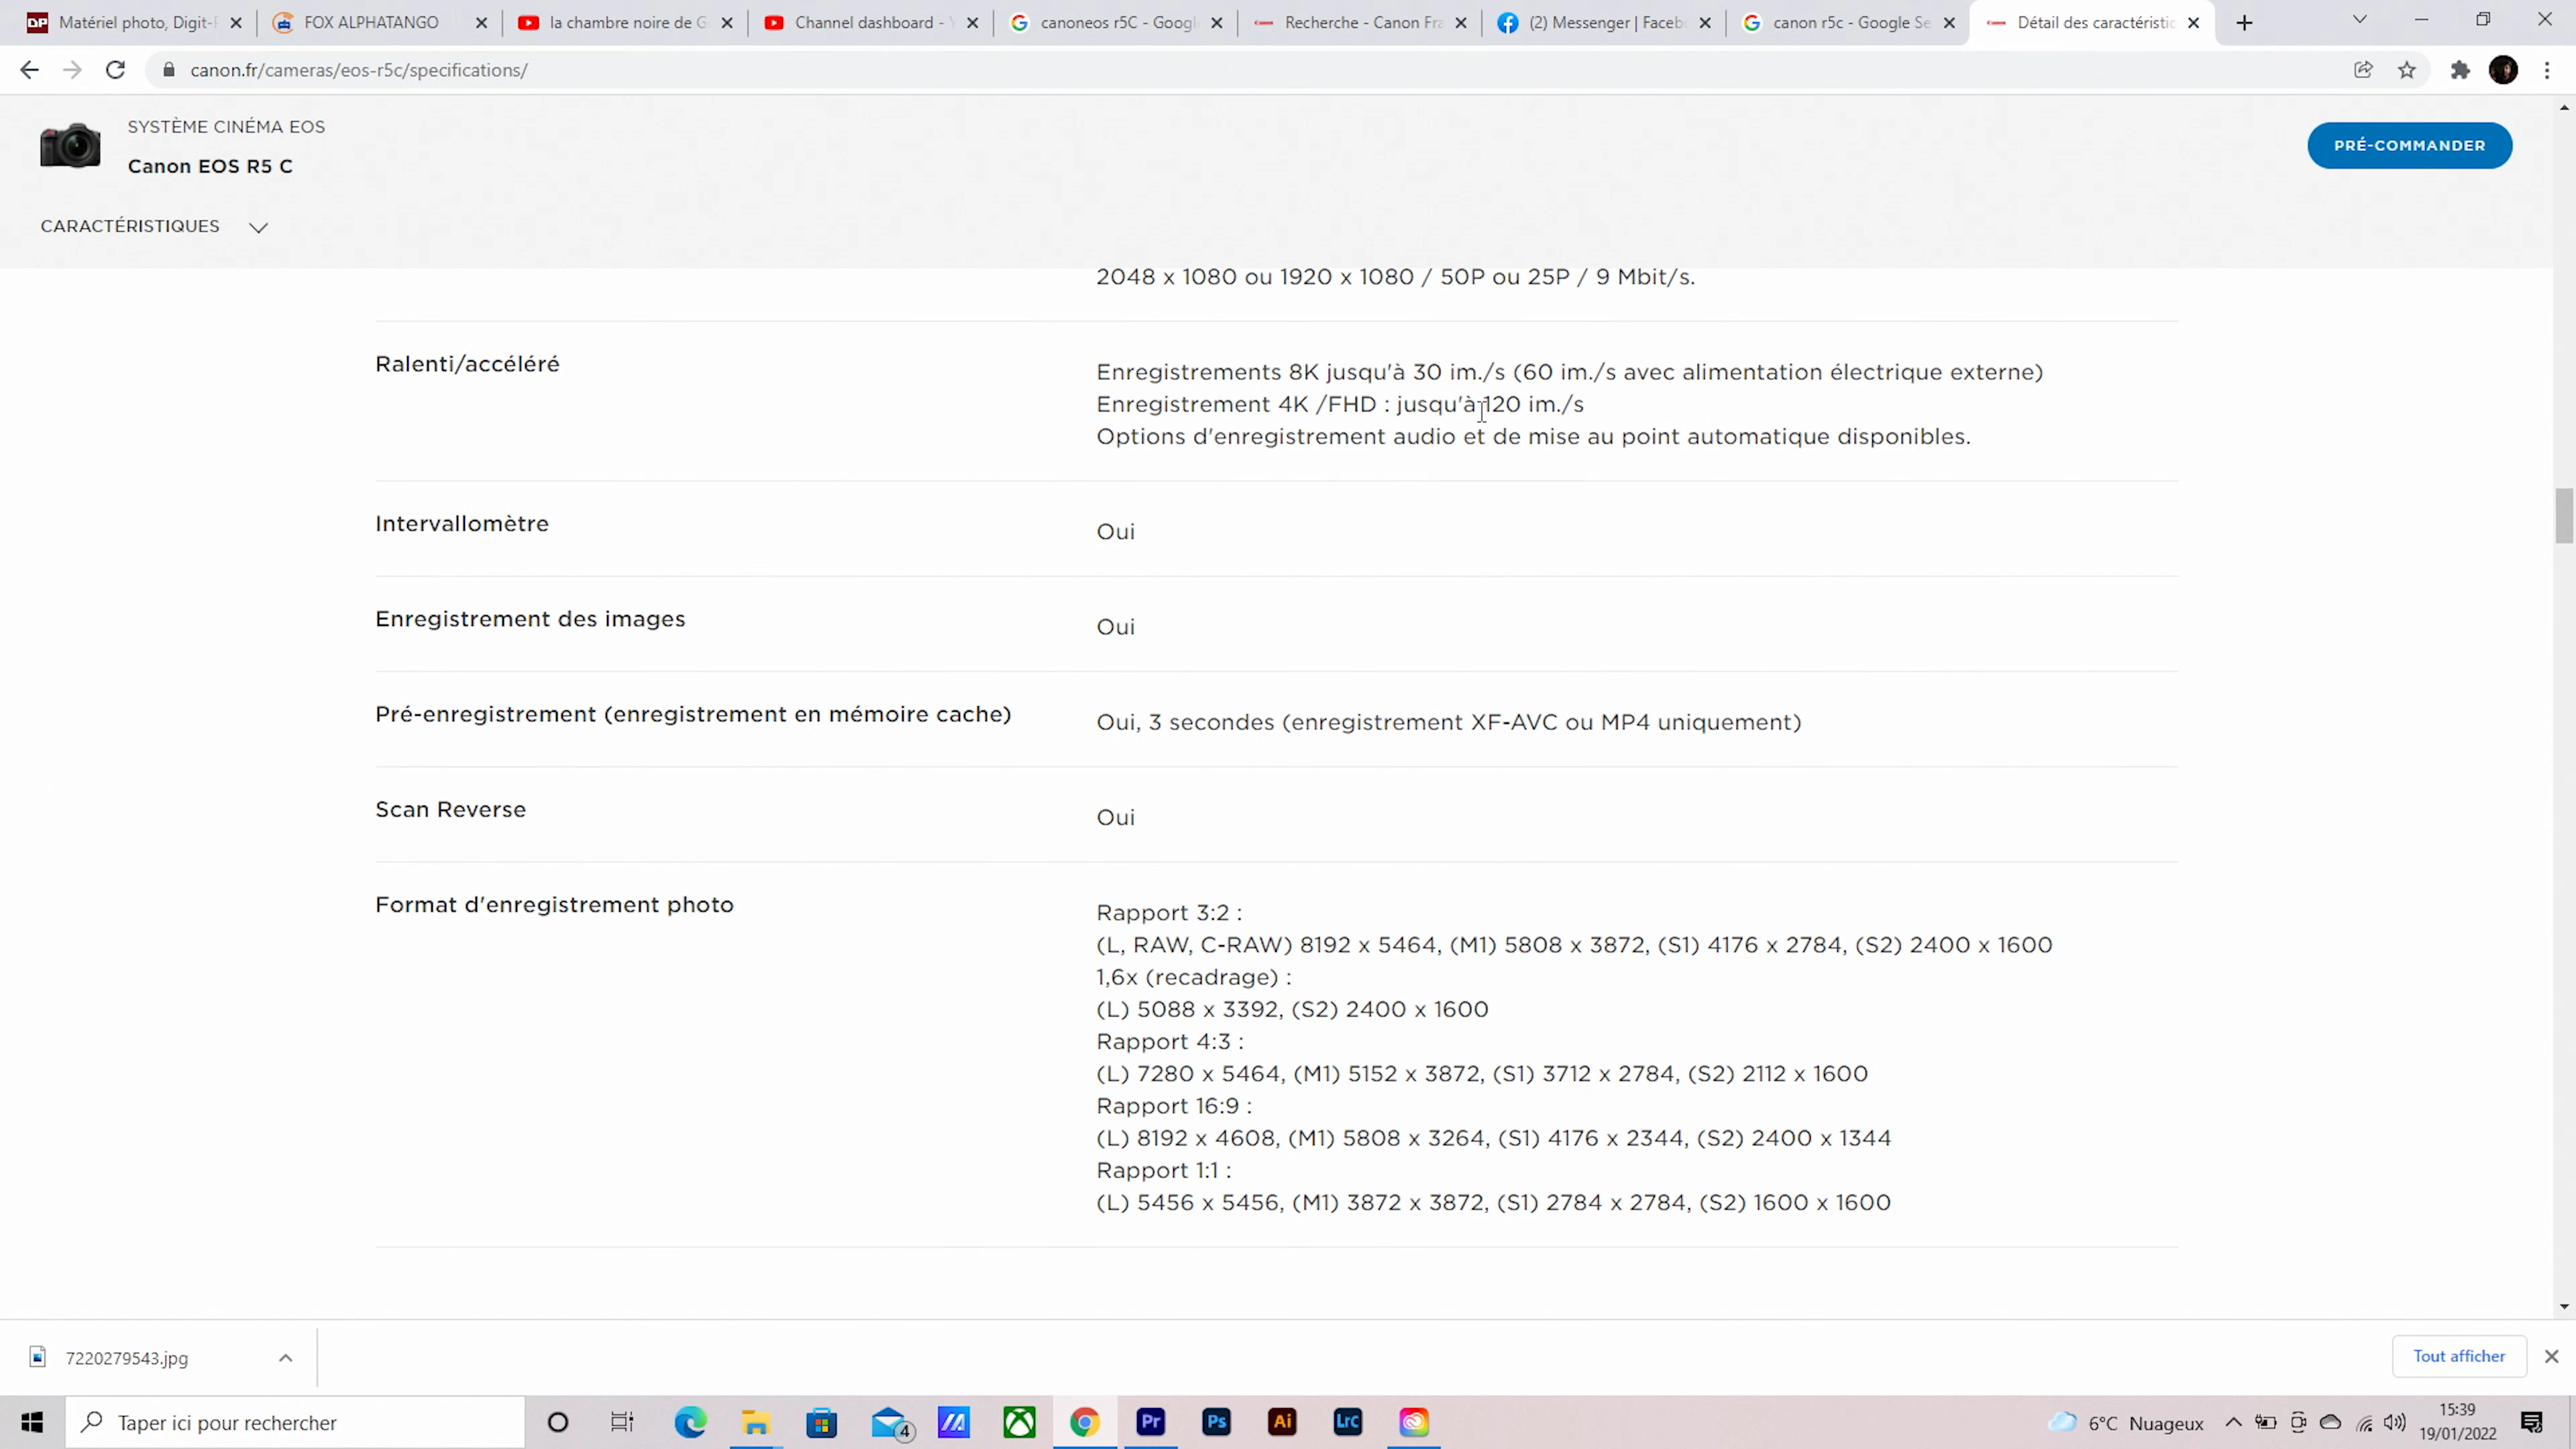 Matériel photo, Digit-P
FOX ALPHATANGO
la chambre noire de G
Channel dashboard - Y
canoneos r5C - Google
Recherche - Canon Fra
(2) Messenger | Facebo
canon r5c - Google Se
Détail des caractéristic
canon.fr/cameras/eos-r5c/specifications/
SYSTÈME CINÉMA EOS
Canon EOS R5 C
PRÉ-COMMANDER
CARACTÉRISTIQUES
2048 x 1080 ou 1920 x 1080 / 50P ou 25P / 9 Mbit/s.
Ralenti/accéléré
Enregistrements 8K jusqu'à 30 im./s (60 im./s avec alimentation électrique externe)
Enregistrement 4K /FHD : jusqu'à 120 im./s
Options d'enregistrement audio et de mise au point automatique disponibles.
Intervallomètre
Oui
Enregistrement des images
Oui
Pré-enregistrement (enregistrement en mémoire cache)
Oui, 3 secondes (enregistrement XF-AVC ou MP4 uniquement)
Scan Reverse
Oui
Format d'enregistrement photo
Rapport 3:2 :
(L, RAW, C-RAW) 8192 x 5464, (M1) 5808 x 3872, (S1) 4176 x 2784, (S2) 2400 x 1600
1,6x (recadrage) :
(L) 5088 x 3392, (S2) 2400 x 1600
Rapport 4:3 :
(L) 7280 x 5464, (M1) 5152 x 3872, (S1) 3712 x 2784, (S2) 2112 x 1600
Rapport 16:9 :
(L) 8192 x 4608, (M1) 5808 x 3264, (S1) 4176 x 2344, (S2) 2400 x 1344
Rapport 1:1 :
(L) 5456 x 5456, (M1) 3872 x 3872, (S1) 2784 x 2784, (S2) 1600 x 1600
7220279543.jpg
Tout afficher
Taper ici pour rechercher
4
Pr
Ps
Ai
Lrc
6°C Nuageux
15:39
19/01/2022